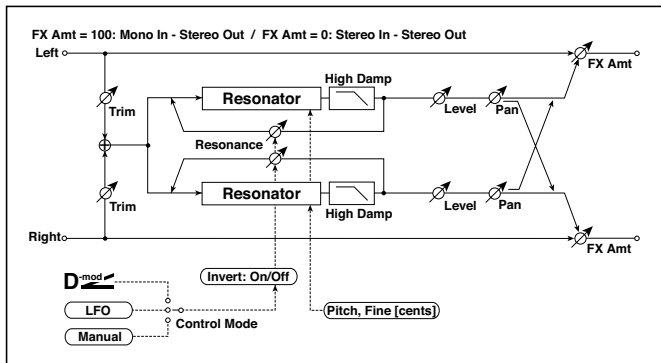 FX Amt = 100: Mono In - Stereo Out / FX Amt = 0: Stereo In - Stereo Out
Left
FX Amt
High Damp
Resonator
Trim
Level
Pan
Resonance
Resonator
Trim
High Damp
Level
Pan
Right
FX Amt
Invert: On/Off
D-mod
LFO
Control Mode
Pitch, Fine [cents]
Manual